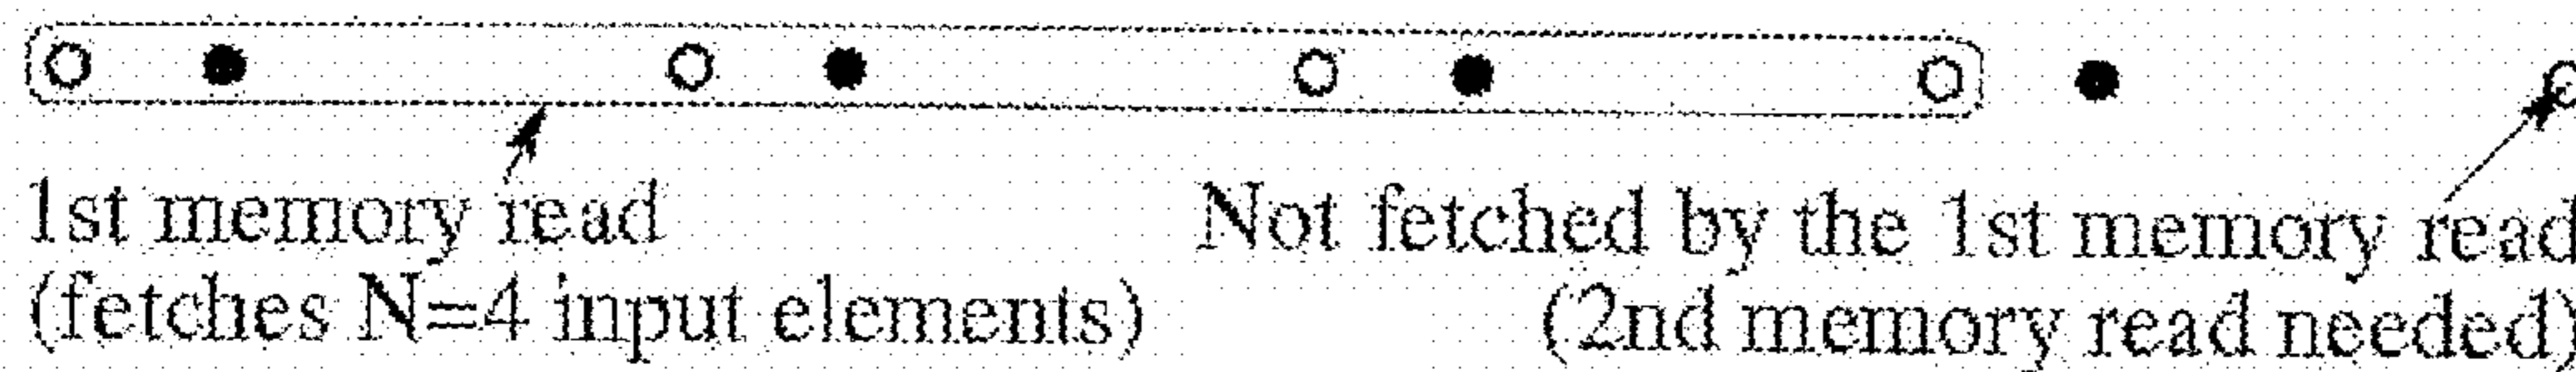 1st memory read
(fetches N=4 input elements)
Not fetched by the 1st memory read
(2nd memory read needed)